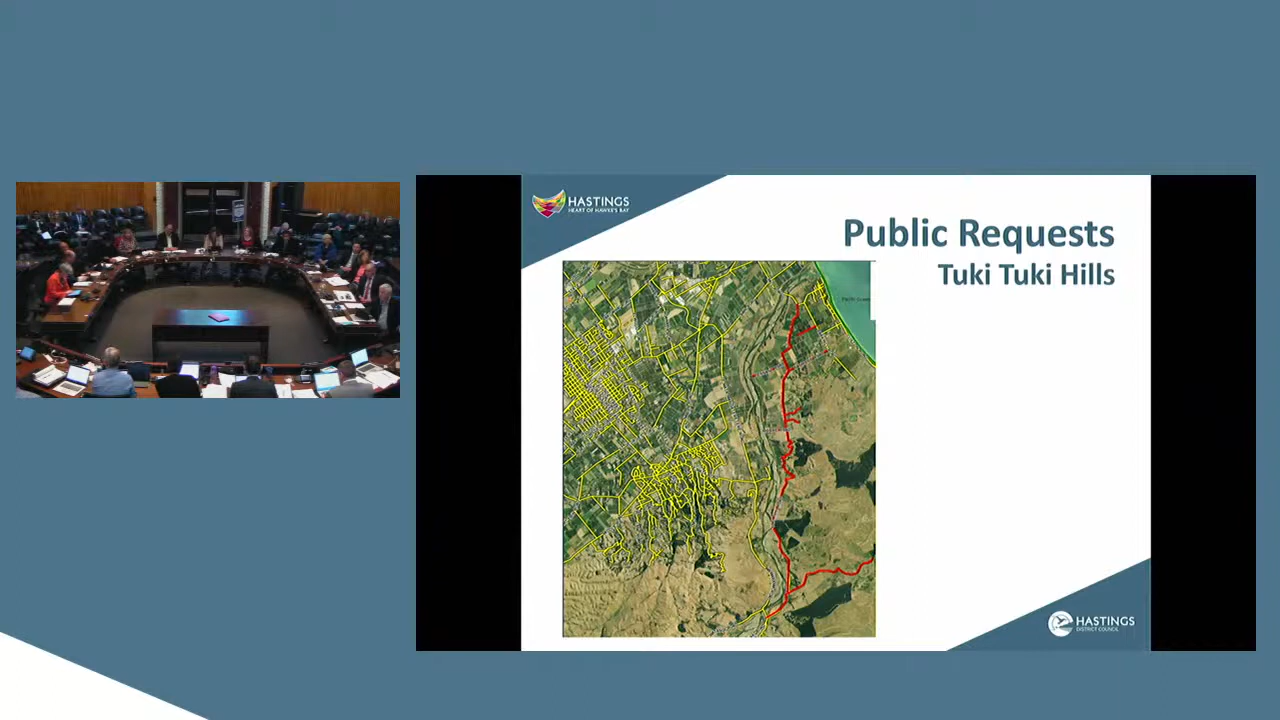 HASTINGS
HEART OF HAWKE'S BAY
Public Requests
Tuki Tuki Hills
HASTINGS
DISTRICT COUNCIL